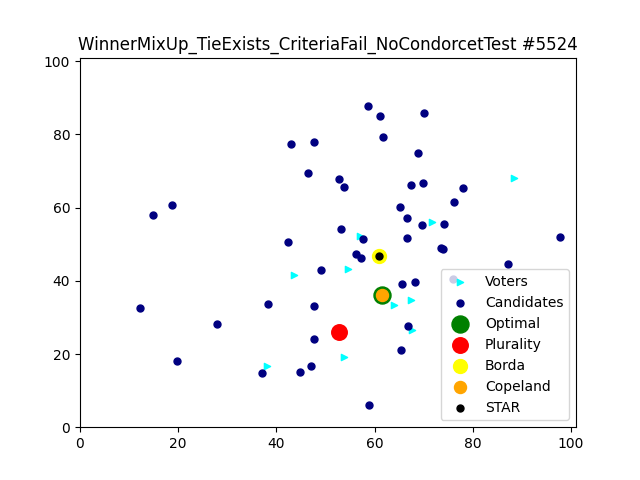 WinnerMixUp_TieExists_CriteriaFail_NoCondorcetTest #5524
100
80
60
40
20
0
0 20 40 60 80 100
Voters
Candidates
Optimal
Plurality
Borda
Copeland
STAR